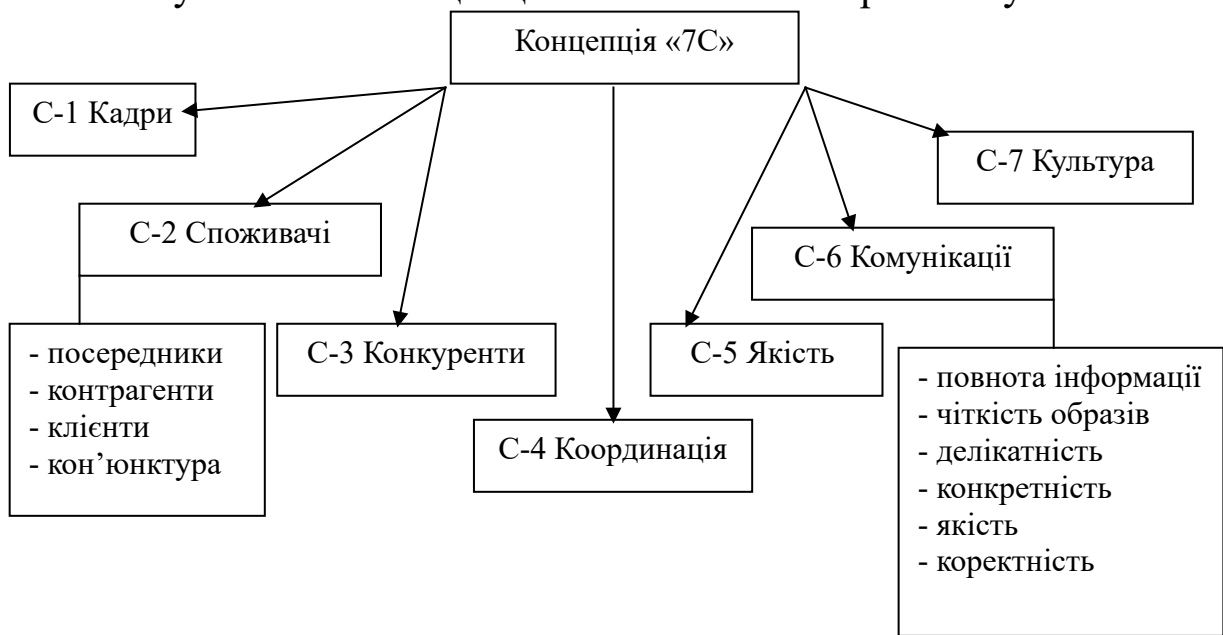 Концепція «7С»
С-1 Кадри
С-7 Культура
С-2 Споживачі
С-6 Комунікації
- посередники
- контрагенти
- клієнти
- кон’юнктура
С-3 Конкуренти
С-5 Якість
- повнота інформації
- чіткість образів
- делікатність
- конкретність
- якість
- коректність
С-4 Координація